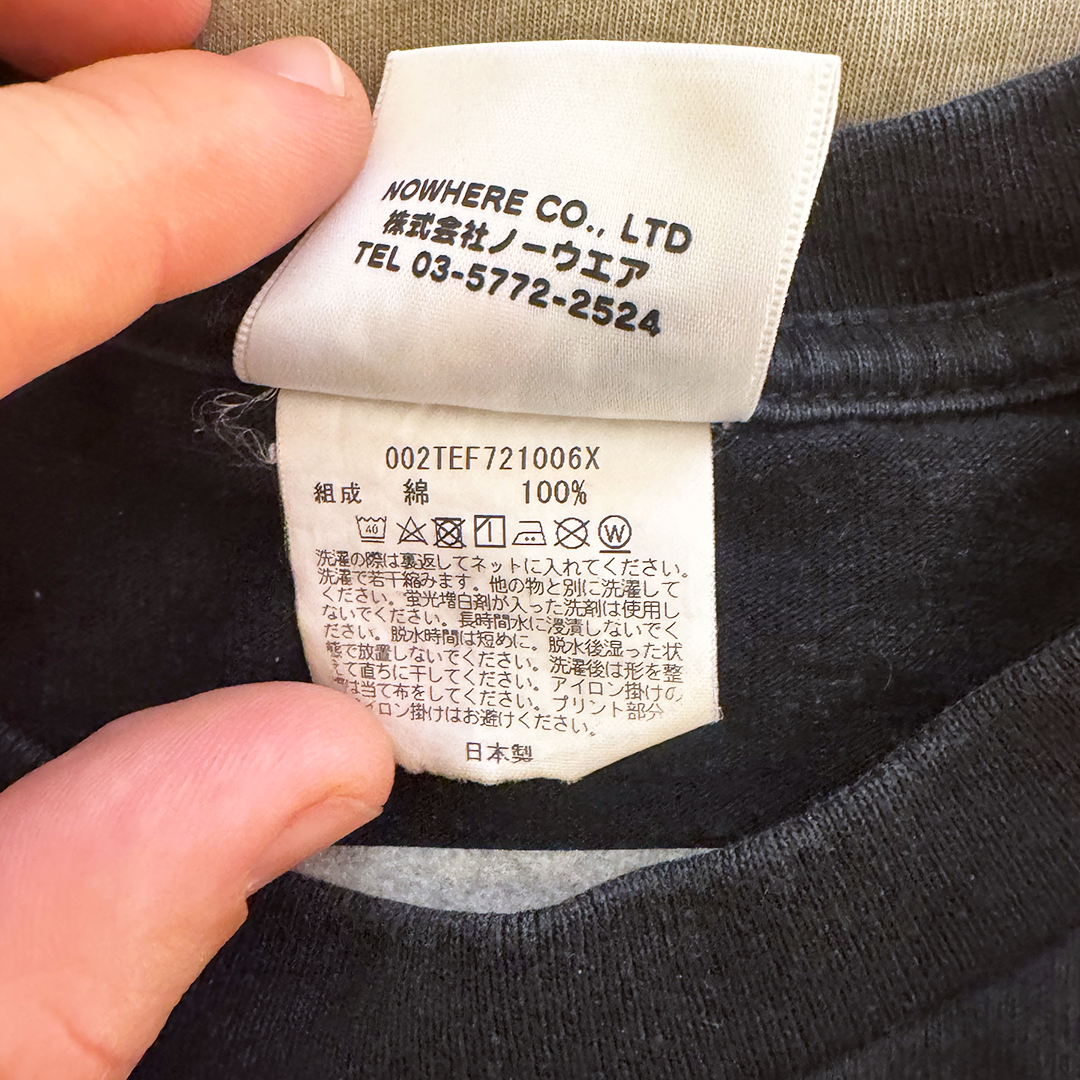 NOWHERE CO., LTD
株式会社ノーウエア
TEL 03-5772-2524
002TEF721006X
組成 綿 100%
40 W
洗濯の際は裏返してネットに入れてください。
洗濯で若干縮みます。他の物と別に洗濯して
ください。蛍光増白剤が入った洗剤は使用し
ないでください。長時間水に浸漬しないでく
ださい。脱水時間は短めに。脱水後湿った状
態で放置しないでください。洗濯後は形を整
えて直ちに干してください。アイロン掛けの
際は当て布をしてください。プリント部分
イロン掛けはお避けください。
日本製